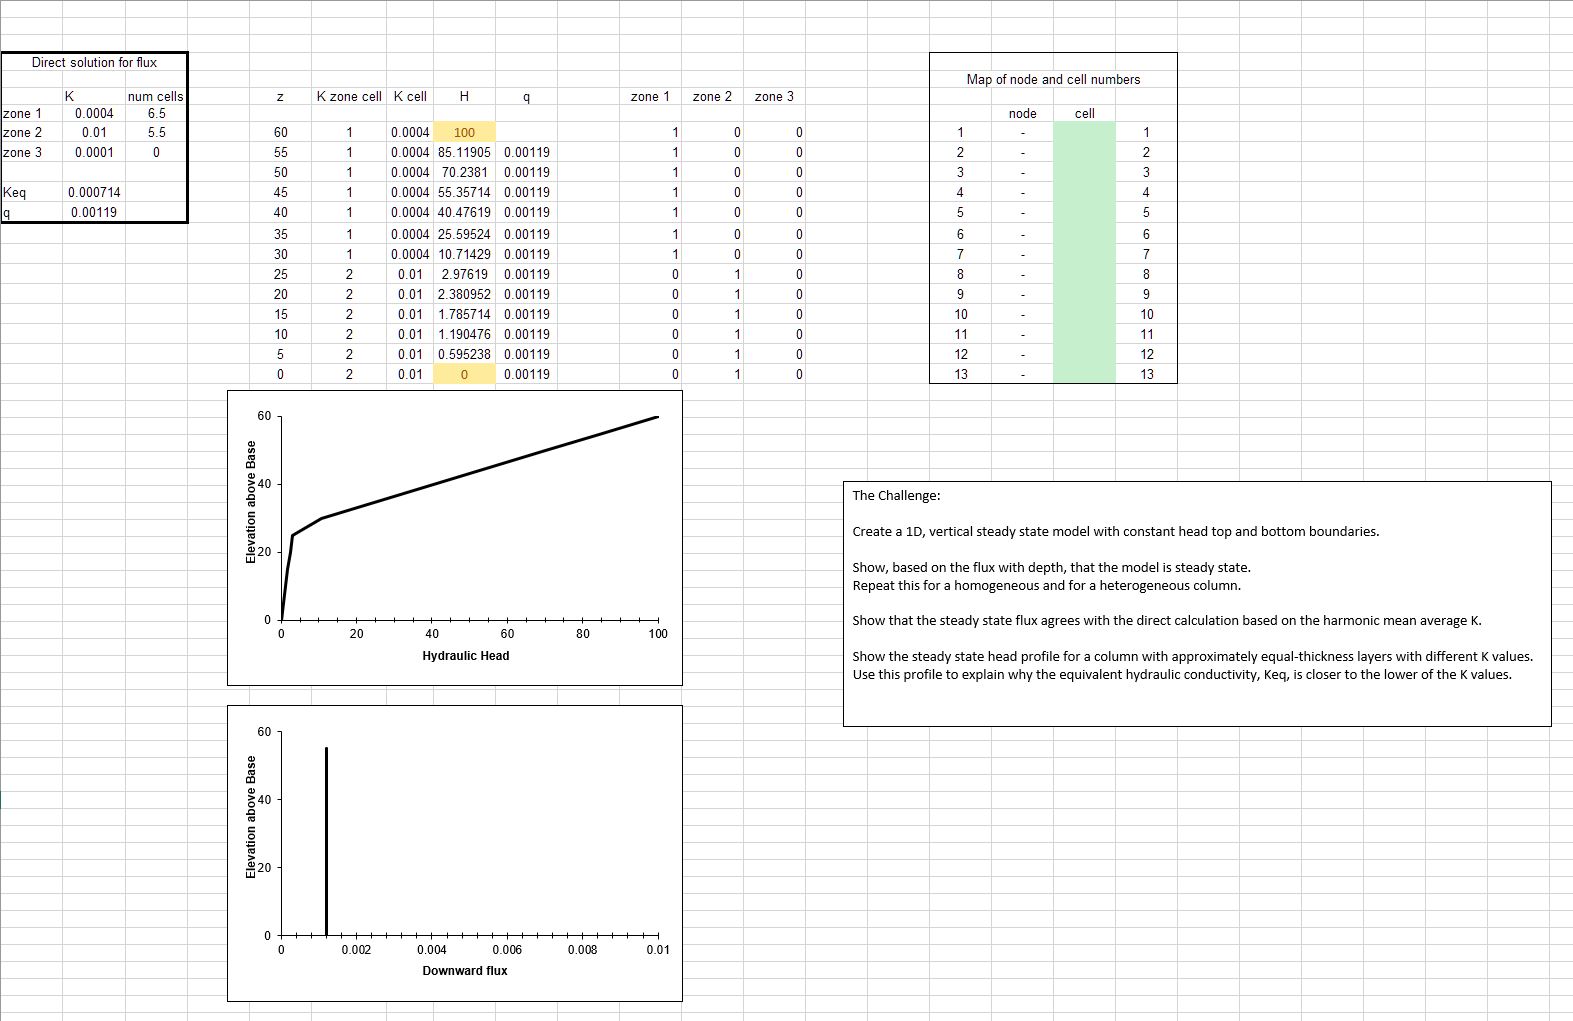 Direct solution for flux
K num cells
zone 1 0.0004 6.5
zone 2 0.01 5.5
zone 3 0.0001 0
Keq 0.000714
q 0.00119
z K zone cell K cell H q zone 1 zone 2 zone 3
60 1 0.0004 100 1 0 0
55 1 0.0004 85.11905 0.00119 1 0 0
50 1 0.0004 70.2381 0.00119 1 0 0
45 1 0.0004 55.35714 0.00119 1 0 0
40 1 0.0004 40.47619 0.00119 1 0 0
35 1 0.0004 25.59524 0.00119 1 0 0
30 1 0.0004 10.71429 0.00119 1 0 0
25 2 0.01 2.97619 0.00119 0 1 0
20 2 0.01 2.380952 0.00119 0 1 0
15 2 0.01 1.785714 0.00119 0 1 0
10 2 0.01 1.190476 0.00119 0 1 0
5 2 0.01 0.595238 0.00119 0 1 0
0 2 0.01 0 0.00119 0 1 0
Map of node and cell numbers
node cell
1 - 1
2 - 2
3 - 3
4 - 4
5 - 5
6 - 6
7 - 7
8 - 8
9 - 9
10 - 10
11 - 11
12 - 12
13 - 13
60
40
20
0
Elevation above Base
0 20 40 60 80 100
Hydraulic Head
The Challenge:
Create a 1D, vertical steady state model with constant head top and bottom boundaries.
Show, based on the flux with depth, that the model is steady state.
Repeat this for a homogeneous and for a heterogeneous column.
Show that the steady state flux agrees with the direct calculation based on the harmonic mean average K.
Show the steady state head profile for a column with approximately equal-thickness layers with different K values.
Use this profile to explain why the equivalent hydraulic conductivity, Keq, is closer to the lower of the K values.
60
40
20
0
Elevation above Base
0 0.002 0.004 0.006 0.008 0.01
Downward flux